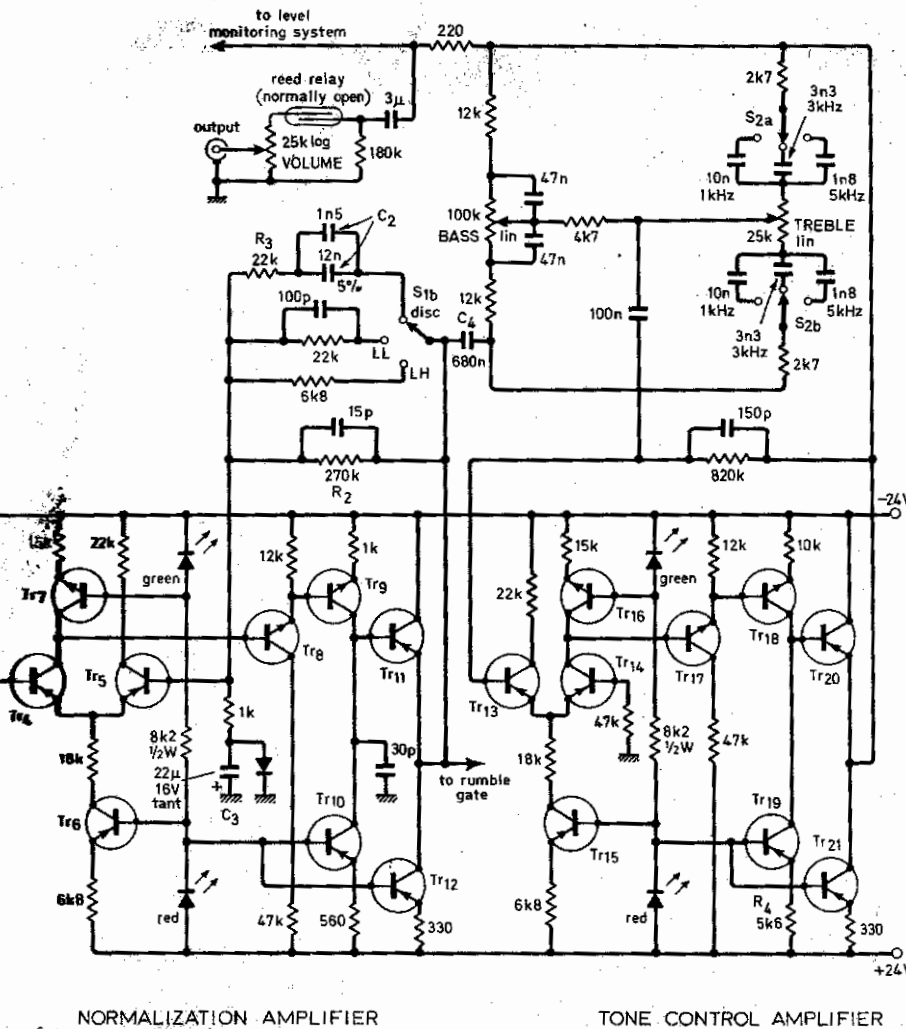 to level
monitoring system
220
reed relay
(normally open)
3μ
output
25k log
VOLUME
180k
12k
2k7
S2a
3n3
3kHz
10n
1kHz
1n8
5kHz
47n
100k
BASS
lin
4k7
47n
TREBLE
25k
lin
1n5
C2
R3
22k
12n
5%
S1b
disc
100p
22k
LL
6k8
LH
12k
C4
680n
100n
10n
1kHz
3n3
3kHz
S2b
1n8
5kHz
2k7
15p
270k
R2
150p
820k
-24V
15k
22k
green
12k
1k
22k
15k
green
12k
10k
Tr7
Tr9
Tr16
Tr18
Tr8
Tr17
Tr4
Tr5
Tr11
Tr13
Tr14
Tr20
18k
8k2
½W
1k
22μ
16V
tant
C3
30p
to rumble
gate
18k
47k
8k2
½W
47k
Tr6
Tr10
Tr12
Tr15
Tr19
Tr21
6k8
red
47k
560
330
6k8
red
R4
5k6
330
+24V
NORMALIZATION AMPLIFIER
TONE CONTROL AMPLIFIER